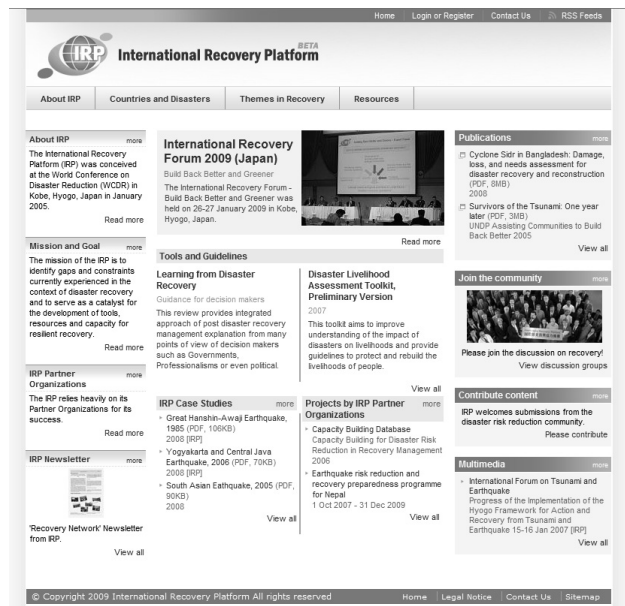 Home Login or Register Contact Us RSS Feeds
IRP International Recovery Platform BETA
About IRP Countries and Disasters Themes in Recovery Resources
About IRP more
The International Recovery
Platform (IRP) was conceived
at the World Conference on
Disaster Reduction (WCDR) in
Kobe, Hyogo, Japan in January
2005.
Read more
Mission and Goal more
The mission of the IRP is to
identify gaps and constraints
currently experienced in the
context of disaster recovery
and to serve as a catalyst for
the development of tools,
resources and capacity for
resilient recovery.
Read more
IRP Partner more
Organizations
The IRP relies heavily on its
Partner Organizations for its
success.
Read more
IRP Newsletter more
'Recovery Network' Newsletter
from IRP.
View all
International Recovery
Forum 2009 (Japan)
Build Back Better and Greener
The International Recovery Forum -
Build Back Better and Greener was
held on 26-27 January 2009 in Kobe,
Hyogo, Japan.
Read more
Tools and Guidelines
Learning from Disaster
Recovery
Guidance for decision makers
This review provides integrated
approach of post disaster recovery
management explanation from many
points of view of decision makers
such as Governments,
Professionalisms or even political.
Disaster Livelihood
Assessment Toolkit,
Preliminary Version
2007
This toolkit aims to improve
understanding of the impact of
disasters on livelihoods and provide
guidelines to protect and rebuild the
livelihoods of people.
View all
IRP Case Studies more
Great Hanshin-Awaji Earthquake,
1985 (PDF, 106KB)
2008 [IRP]
Yogyakarta and Central Java
Earthquake, 2006 (PDF, 70KB)
2008 [IRP]
South Asian Eathquake, 2005 (PDF,
90KB)
2008
View all
Projects by IRP Partner more
Organizations
Capacity Building Database
Capacity Building for Disaster Risk
Reduction in Recovery Management
2006
Earthquake risk reduction and
recovery preparedness programme
for Nepal
1 Oct 2007 - 31 Dec 2009
View all
Publications more
Cyclone Sidr in Bangladesh: Damage,
loss, and needs assessment for
disaster recovery and reconstruction
(PDF, 8MB)
2008
Survivors of the Tsunami: One year
later (PDF, 3MB)
UNDP Assisting Communities to Build
Back Better 2005
View all
Join the community more
Please join the discussion on recovery!
View discussion groups
Contribute content more
IRP welcomes submissions from the
disaster risk reduction community.
Please contribute
Multimedia more
International Forum on Tsunami and
Earthquake
Progress of the Implementation of the
Hyogo Framework for Action and
Recovery from Tsunami and
Earthquake 15-16 Jan 2007 [IRP]
View all
© Copyright 2009 International Recovery Platform All rights reserved Home Legal Notice Contact Us Sitemap